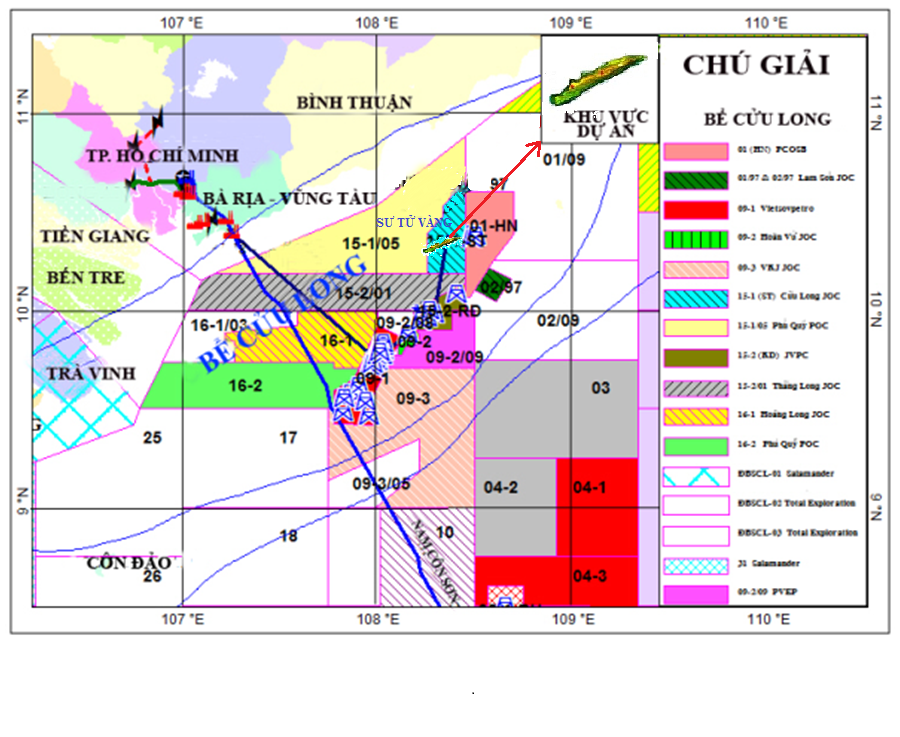 107 °E
108 °E
109 °E
110 °E
11 °N
11 °N
10 °N
10 °N
9 °N
9 °N
BÌNH THUẬN
TP. HỒ CHÍ MINH
BÀ RỊA - VŨNG TÀU
TIỀN GIANG
BẾN TRE
TRÀ VINH
CÔN ĐẢO
BỂ CỬU LONG
SƯ TỬ VÀNG
NAM CÔN SƠN
KHU VỰC
DỰ ÁN
01/09
97
01-HN
ST
15-1/05
02/97
15-2/01
15-2-RD
02/09
16-1/03
16-1
09-2/09
09-2
09-2/09
16-2
09-1
09-3
03
25
17
09-3/05
04-2
04-1
18
10
26
04-3
CHÚ GIẢI
BỂ CỬU LONG
01 (HN) PCOSB
01/97 & 02/97 Lam Sơn JOC
09-1 Vietsovpetro
09-2 Hoàn Vũ JOC
09-3 VRJ JOC
15-1 (ST) Cửu Long JOC
15-1/05 Phú Quý POC
15-2 (RD) JVPC
15-2/01 Thăng Long JOC
16-1 Hoàng Long JOC
16-2 Phú Quý POC
ĐBSCL-01 Salamander
ĐBSCL-02 Total Exploration
ĐBSCL-03 Total Exploration
31 Salamander
09-2/09 PVEP
107 °E
108 °E
109 °E
110 °E